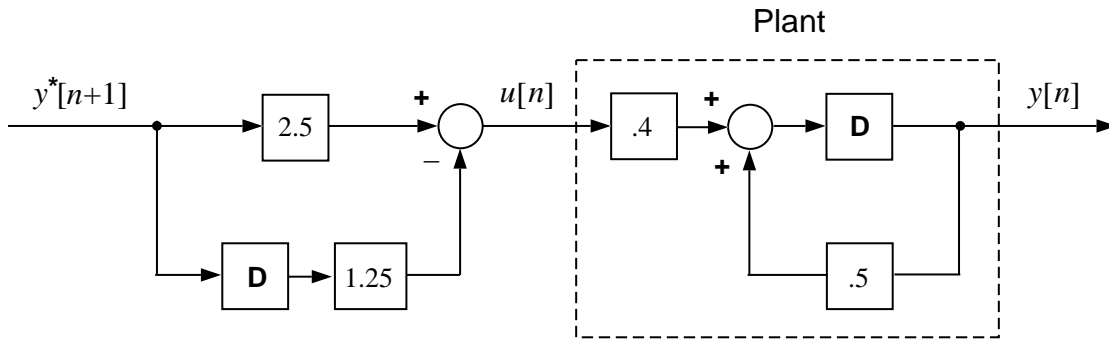 Plant
y*[n+1]
2.5
+
−
u[n]
.4
+
+
D
y[n]
D
1.25
.5